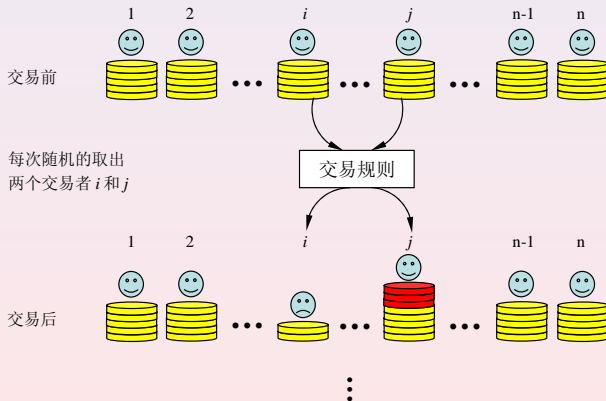 1 2 i j n-1 n
交易前
每次随机的取出
两个交易者 i 和 j
交易规则
1 2 i j n-1 n
交易后